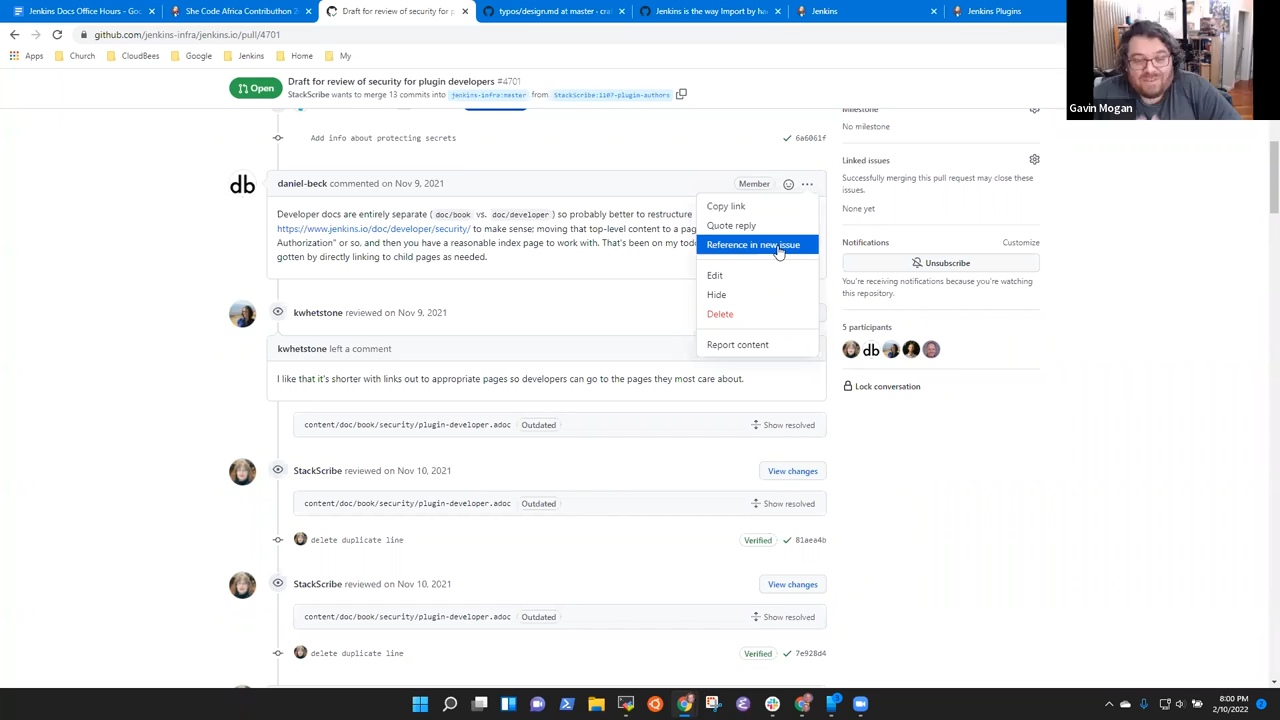 Jenkins Docs Office Hours - Goo
She Code Africa Contributhon 2
Draft for review of security for p
typos/design.md at master · cra
Jenkins is the way Import by ha
Jenkins
Jenkins Plugins
github.com/jenkins-infra/jenkins.io/pull/4701
Apps
Church
CloudBees
Google
Jenkins
Home
My
Open
Draft for review of security for plugin developers #4701
StackScribe wants to merge 13 commits into jenkins-infra:master from StackScribe:1107-plugin-authors
Gavin Mogan
Add info about protecting secrets
6a6061f
db
daniel-beck commented on Nov 9, 2021
Member
Developer docs are entirely separate ( doc/book vs. doc/developer ) so probably better to restructure
https://www.jenkins.io/doc/developer/security/ to make sense; moving that top-level content to a pag
Authorization" or so, and then you have a reasonable index page to work with. That's been on my todo
gotten by directly linking to child pages as needed.
Copy link
Quote reply
Reference in new issue
Edit
Hide
Delete
Report content
kwhetstone reviewed on Nov 9, 2021
kwhetstone left a comment
I like that it's shorter with links out to appropriate pages so developers can go to the pages they most care about.
content/doc/book/security/plugin-developer.adoc
Outdated
Show resolved
StackScribe reviewed on Nov 10, 2021
View changes
content/doc/book/security/plugin-developer.adoc
Outdated
Show resolved
delete duplicate line
Verified
81aea4b
StackScribe reviewed on Nov 10, 2021
View changes
content/doc/book/security/plugin-developer.adoc
Outdated
Show resolved
delete duplicate line
Verified
7e928d4
Milestone
No milestone
Linked issues
Successfully merging this pull request may close these
issues.
None yet
Notifications
Customize
Unsubscribe
You're receiving notifications because you're watching
this repository.
5 participants
db
Lock conversation
8:00 PM
2/10/2022
2